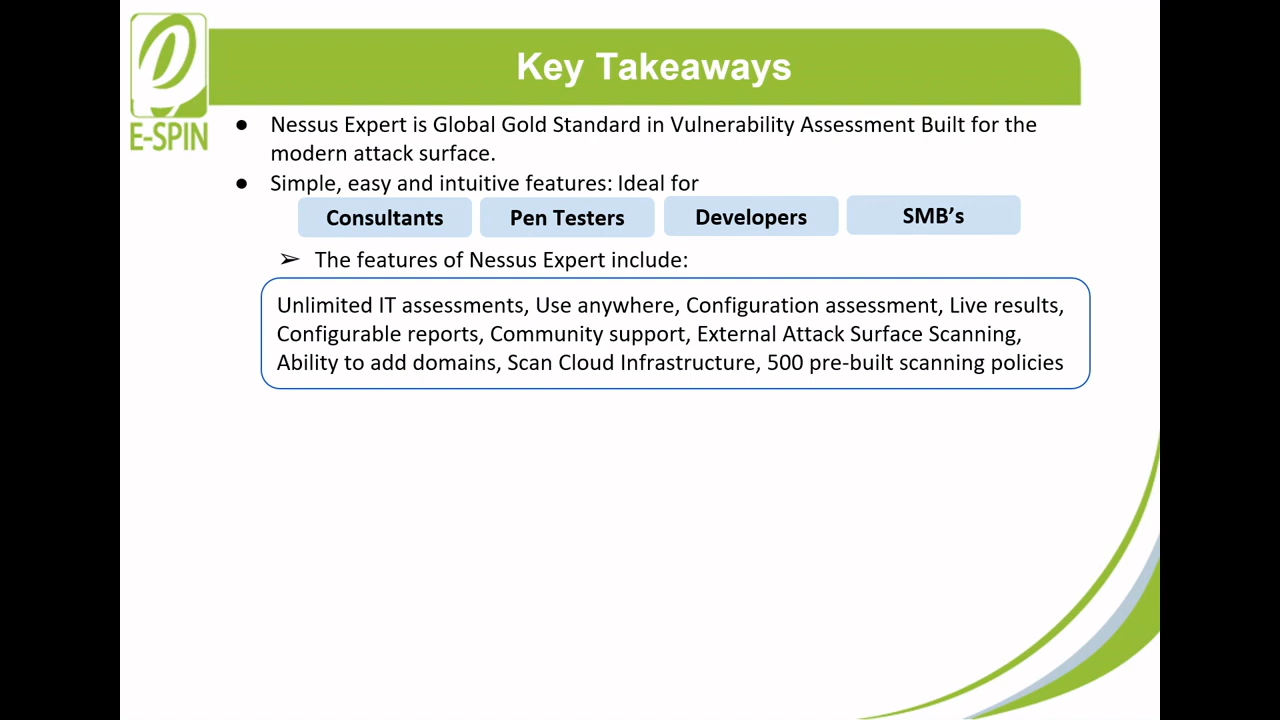 Key Takeaways
E-SPIN
● Nessus Expert is Global Gold Standard in Vulnerability Assessment Built for the
modern attack surface.
● Simple, easy and intuitive features: Ideal for
Consultants Pen Testers Developers SMB’s
➢ The features of Nessus Expert include:
Unlimited IT assessments, Use anywhere, Configuration assessment, Live results,
Configurable reports, Community support, External Attack Surface Scanning,
Ability to add domains, Scan Cloud Infrastructure, 500 pre-built scanning policies